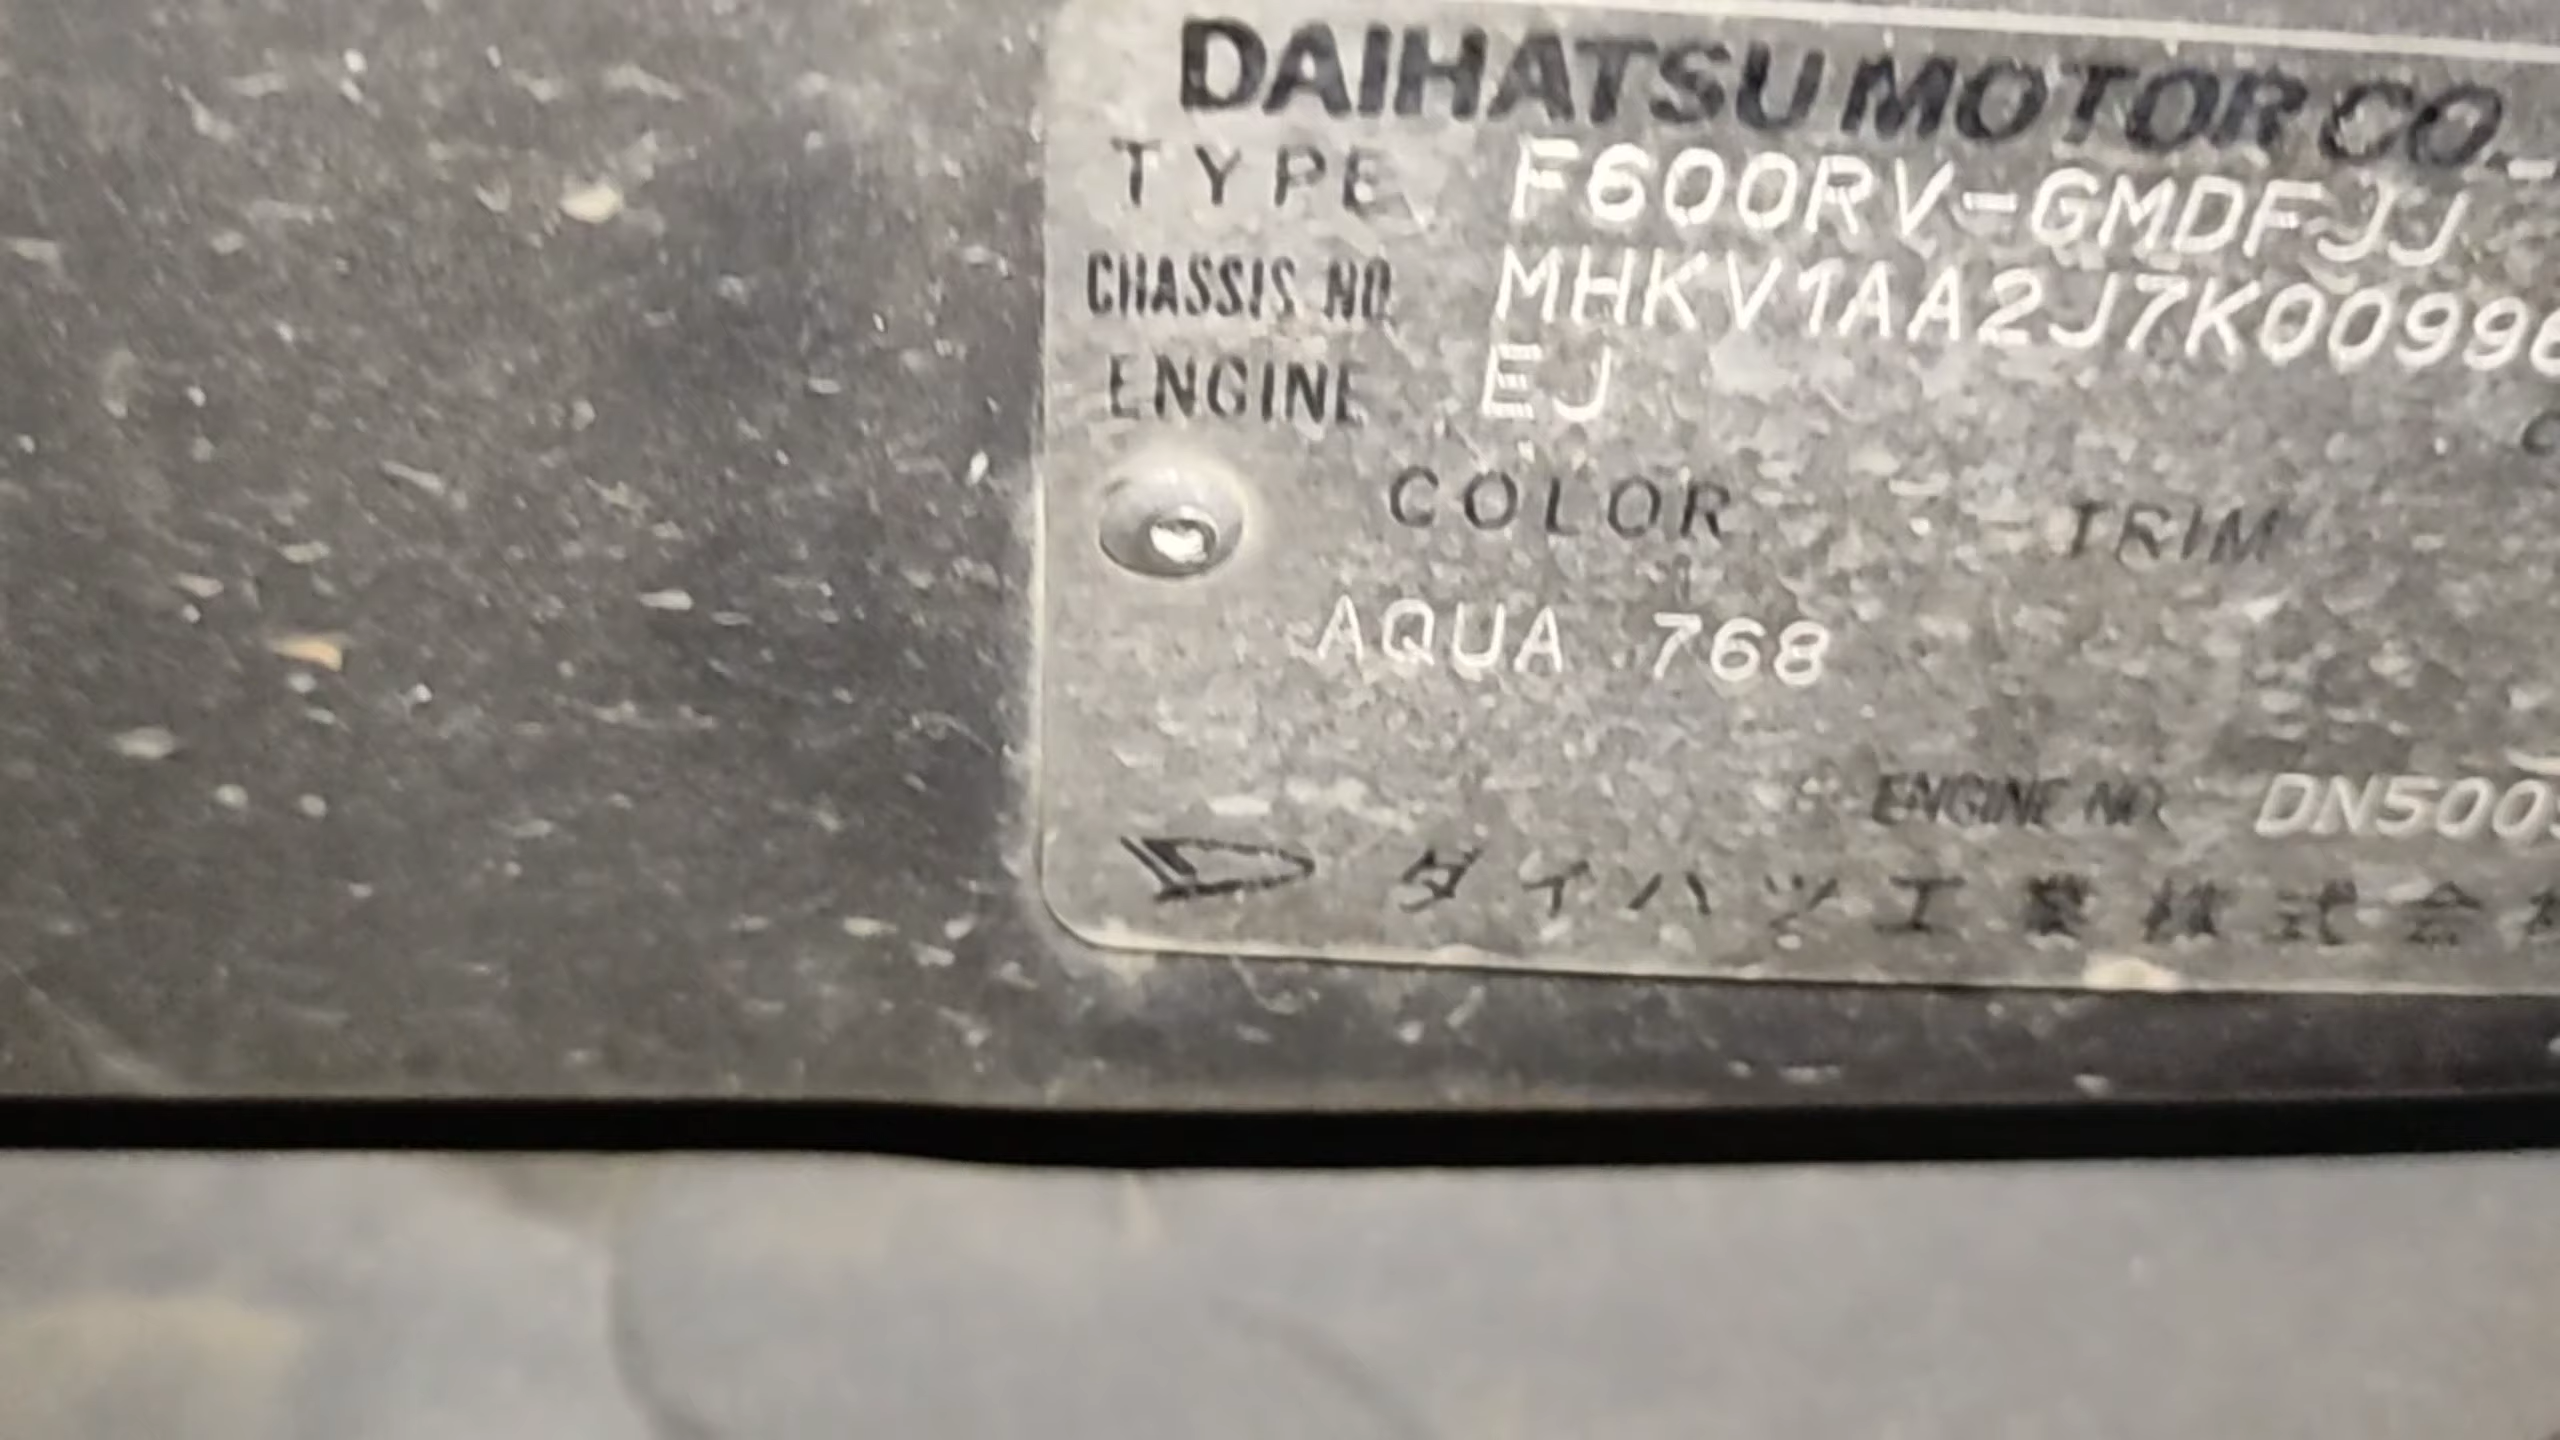 DAIHATSU MOTOR CO.
TYPE F600RV-GMDFJJ
CHASSIS NO. MHKV1AA2J7K00996
ENGINE EJ
COLOR TRIM
AQUA 768
ENGINE NO. DN500
ダイハツ工業株式会